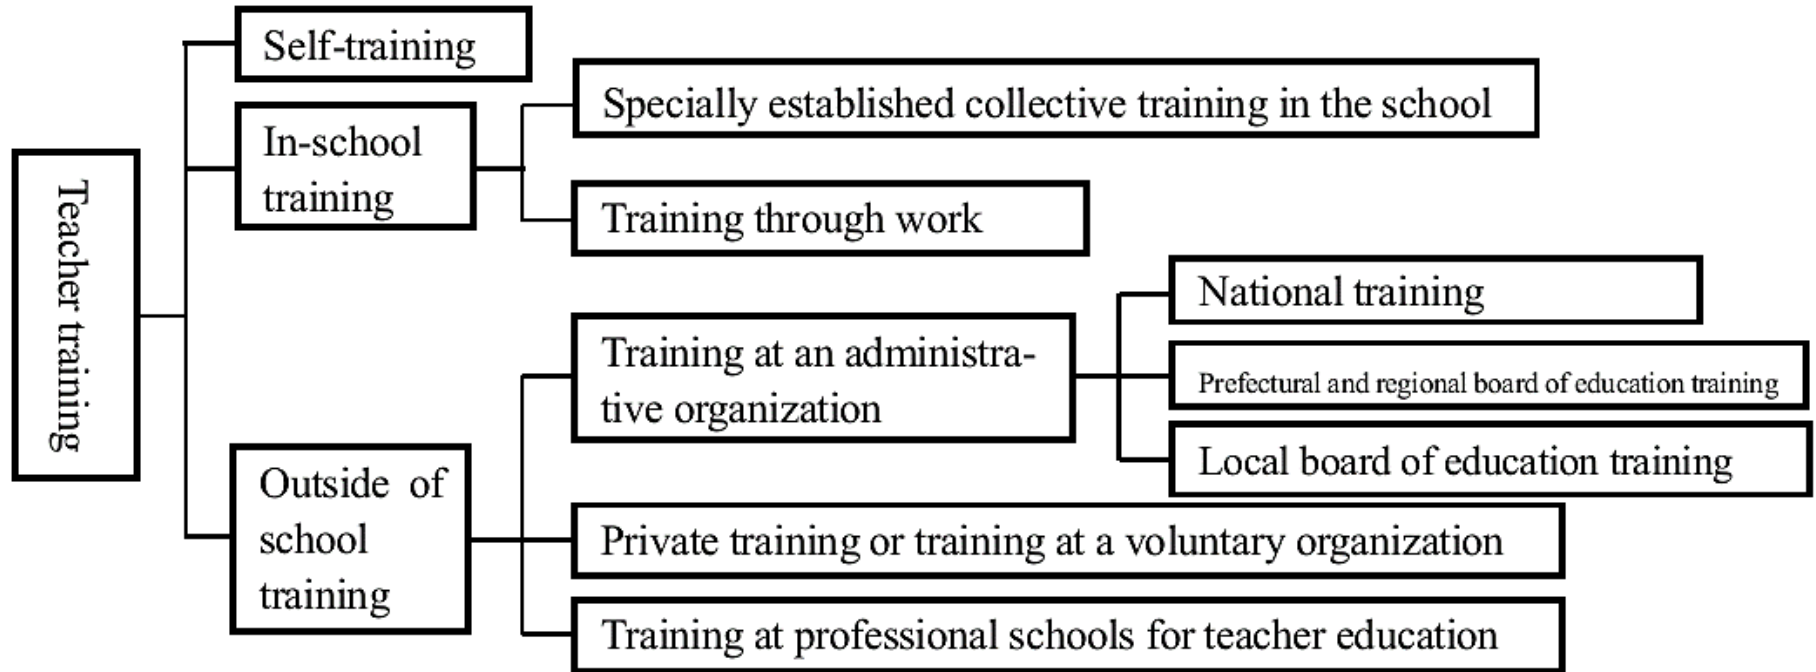 Teacher training
Self-training
In-school
training
Specially established collective training in the school
Training through work
Outside of
school
training
Training at an administra-
tive organization
National training
Prefectural and regional board of education training
Local board of education training
Private training or training at a voluntary organization
Training at professional schools for teacher education